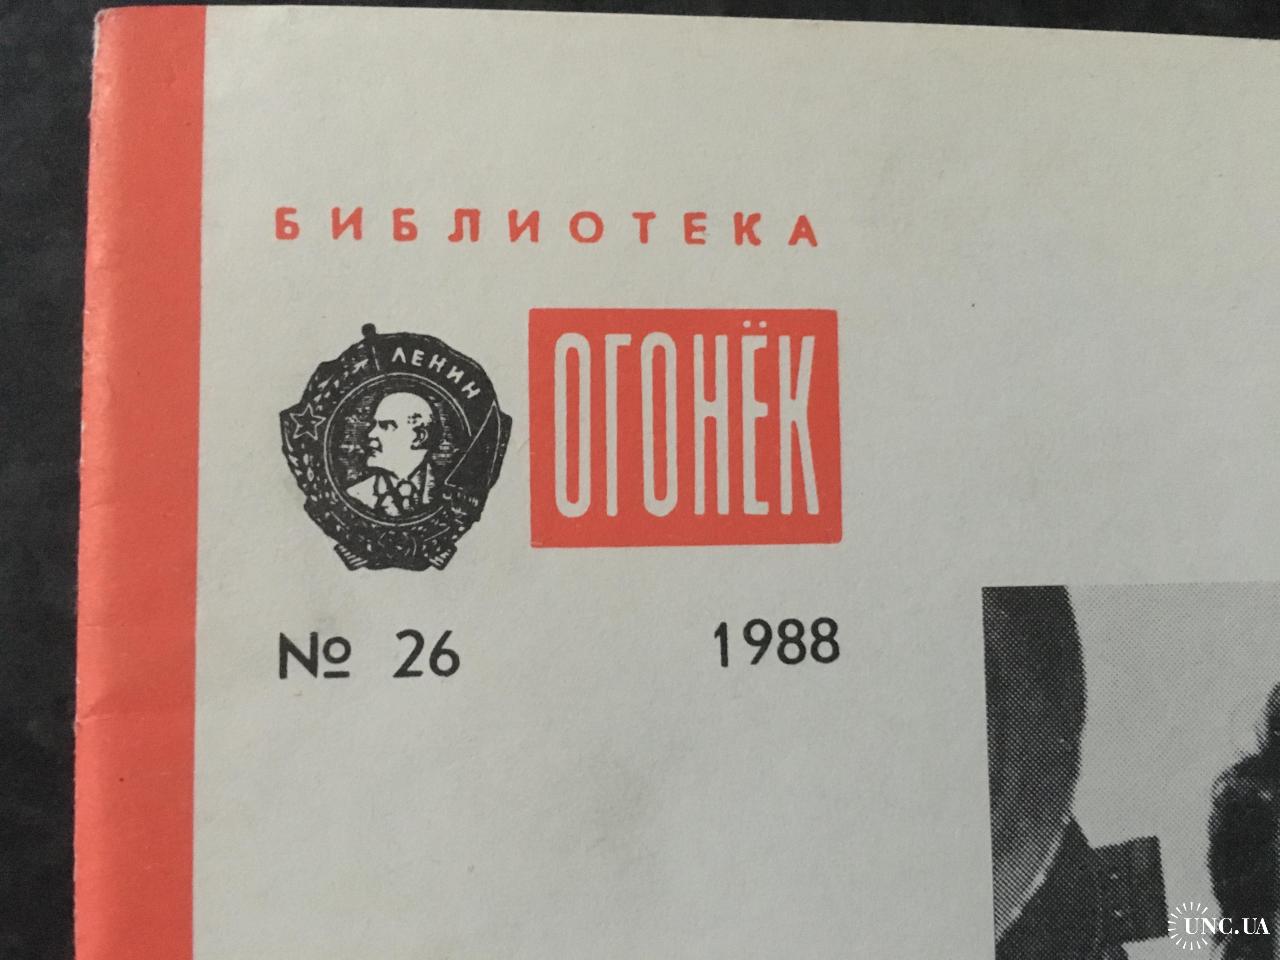 БИБЛИОТЕКА
ЛЕНИН
ОГОНЁК
№ 26 1988
UNC.UA